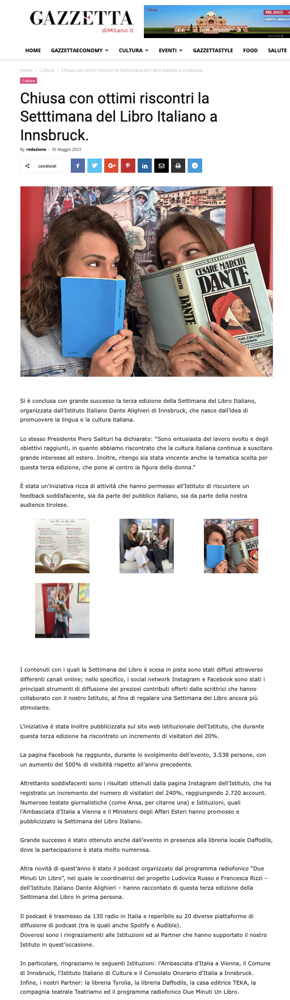 GAZZETTA
diMilano.it
MILANO
HOME GAZZETTAECONOMY CULTURA EVENTI GAZZETTASTYLE FOOD SALUTE
Home › Cultura › Chiusa con ottimi riscontri la Setttimana del Libro Italiano a Innsbruck.
Cultura
Chiusa con ottimi riscontri la
Setttimana del Libro Italiano a
Innsbruck.
By redazione - 30 Maggio 2023
condividi
è...
BIOGRAFIE
CESARE MARCHI
DANTE
MARCHI
DANTE
Si è conclusa con grande successo la terza edizione della Settimana del Libro Italiano,
organizzata dall’Istituto Italiano Dante Alighieri di Innsbruck, che nasce dall’idea di
promuovere la lingua e la cultura italiana.
Lo stesso Presidente Piero Salituri ha dichiarato: “Sono entusiasta del lavoro svolto e degli
obiettivi raggiunti, in quanto abbiamo riscontrato che la cultura italiana continua a suscitare
grande interesse all estero. Inoltre, ritengo sia stata vincente anche la tematica scelta per
questa terza edizione, che pone al centro la figura della donna.”
È stata un’iniziativa ricca di attività che hanno permesso all’Istituto di riscuotere un
feedback soddisfacente, sia da parte del pubblico italiano, sia da parte della nostra
audience tirolese.
VOM 22. BIS 26. MAI
DANTE
I contenuti con i quali la Settimana del Libro è scesa in pista sono stati diffusi attraverso
differenti canali online; nello specifico, i social network Instagram e Facebook sono stati i
principali strumenti di diffusione dei preziosi contributi offerti dalle scrittrici che hanno
collaborato con il nostro Istituto, al fine di regalare una Settimana del Libro ancora più
stimolante.
L’iniziativa è stata inoltre pubblicizzata sul sito web istituzionale dell’Istituto, che durante
questa terza edizione ha riscontrato un incremento di visitatori del 20%.
La pagina Facebook ha raggiunto, durante lo svolgimento dell’evento, 3.538 persone, con
un aumento del 500% di visibilità rispetto all’anno precedente.
Altrettanto soddisfacenti sono i risultati ottenuti dalla pagina Instagram dell’Istituto, che ha
registrato un incremento del numero di visitatori del 240%, raggiungendo 2.720 account.
Numerose testate giornalistiche (come Ansa, per citarne una) e Istituzioni, quali
l’Ambasciata d’Italia a Vienna e il Ministero degli Affari Esteri hanno promosso e
pubblicizzato la Settimana del Libro Italiano.
Grande successo è stato ottenuto anche dall’evento in presenza alla libreria locale Daffodils,
dove la partecipazione è stata molto numerosa.
Altra novità di quest’anno è stato il podcast organizzato dal programma radiofonico “Due
Minuti Un Libro”, nel quale le coordinatrici del progetto Ludovica Russo e Francesca Rizzi –
dell’Istituto Italiano Dante Alighieri – hanno raccontato di questa terza edizione della
Settimana del Libro in prima persona.
Il podcast è trasmesso da 130 radio in Italia e reperibile su 20 diverse piattaforme di
diffusione di podcast (tra le quali anche Spotify e Audible).
Doverosi sono i ringraziamenti alle Istituzioni ed ai Partner che hanno supportato il nostro
Istituto in quest’occasione.
In particolare, ringraziamo le seguenti Istituzioni: l’Ambasciata d’Italia a Vienna, il Comune
di Innsbruck, l’Istituto Italiano di Cultura e il Consolato Onorario d’Italia a Innsbruck.
Infine, i nostri Partner: la libreria Tyrolia, la libreria Daffodils, la casa editrice TEKA, la
compagnia teatrale Teatriamo ed il programma radiofonico Due Minuti Un Libro.